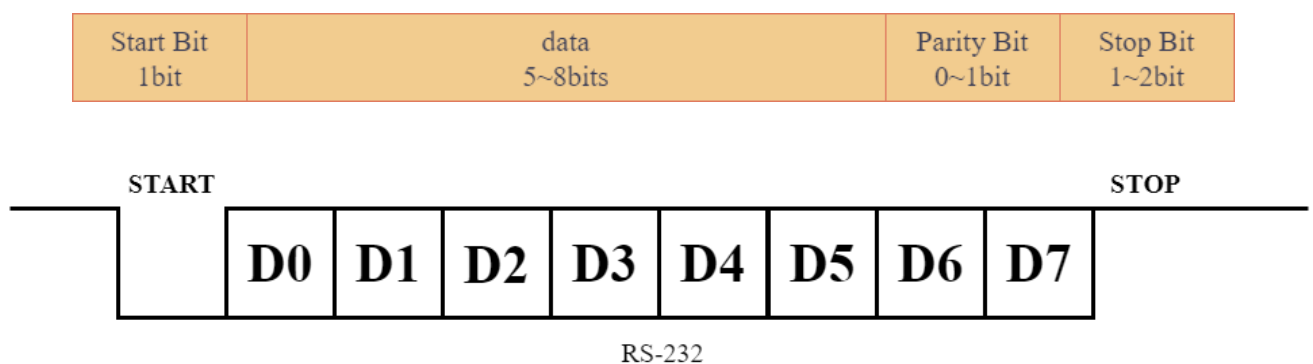 Start Bit
1bit
data
5~8bits
Parity Bit
0~1bit
Stop Bit
1~2bit
START
STOP
D0 D1 D2 D3 D4 D5 D6 D7
RS-232